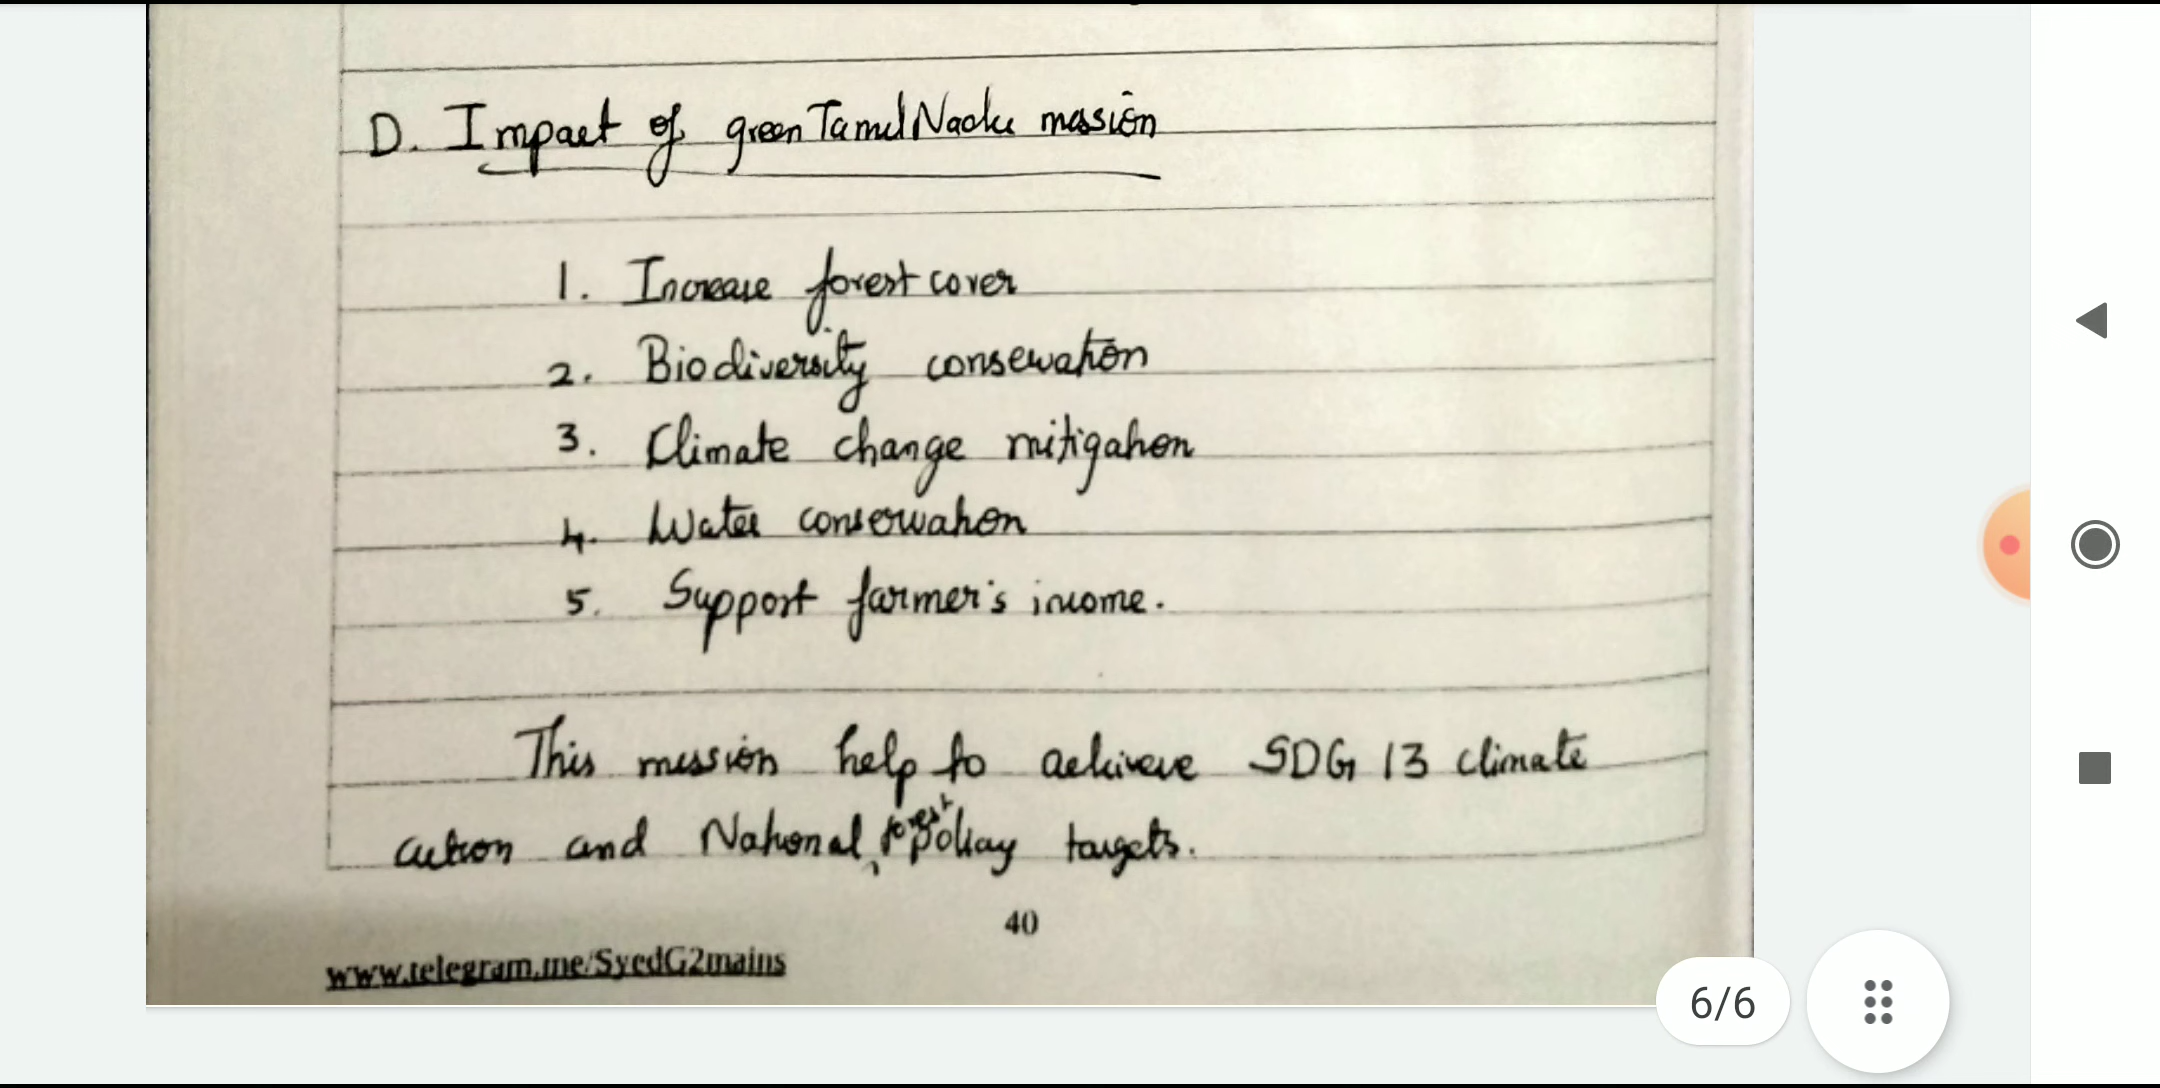 D. Impact of green Tamil Nadu mission
1. Increase forest cover
2. Biodiversity conservation
3. Climate change mitigation
4. Water conservation
5. Support farmer's income.
This mission help to achieve SDG 13 climate
action and National forest policy targets.
40
www.telegram.me/SyedG2mains
6/6